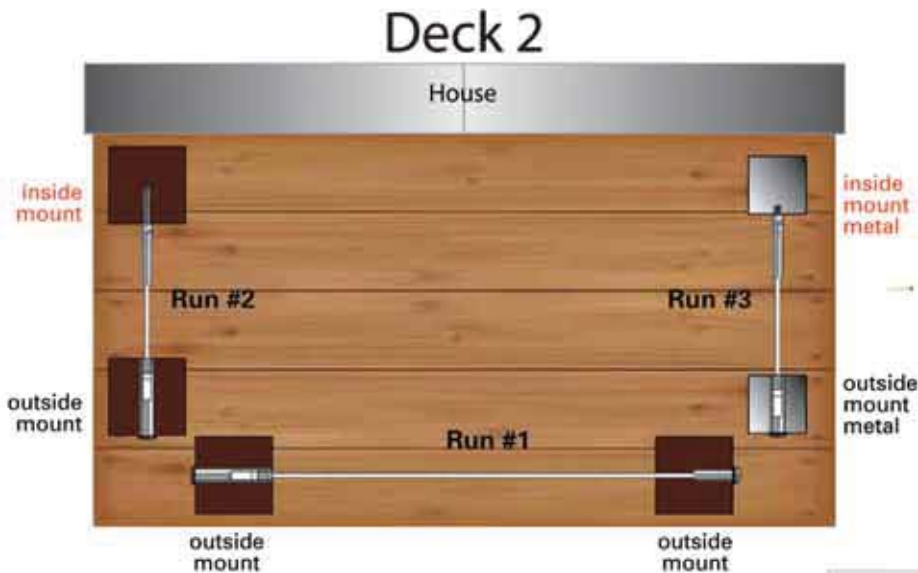 Deck 2
House
inside
mount
inside
mount
metal
Run #2
Run #3
outside
mount
outside
mount
metal
Run #1
outside
mount
outside
mount